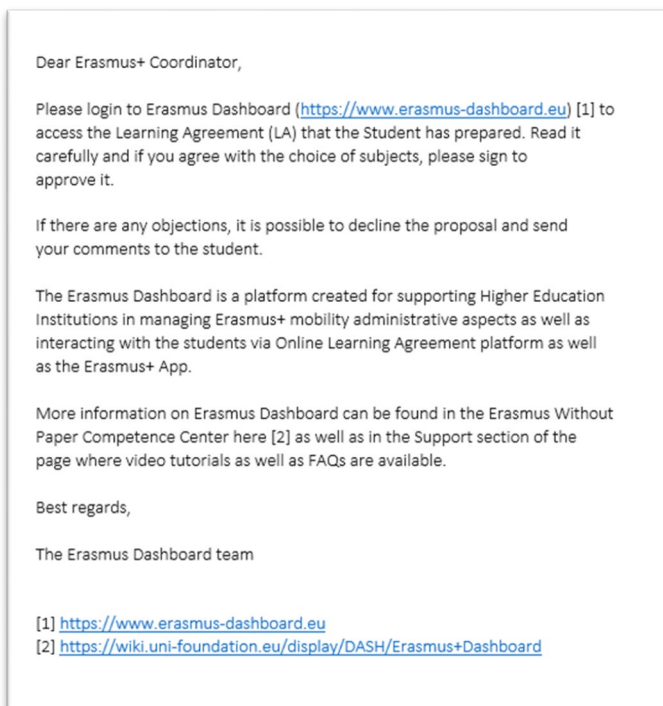 Dear Erasmus+ Coordinator,
Please login to Erasmus Dashboard (https://www.erasmus-dashboard.eu) [1] to
access the Learning Agreement (LA) that the Student has prepared. Read it
carefully and if you agree with the choice of subjects, please sign to
approve it.
If there are any objections, it is possible to decline the proposal and send
your comments to the student.
The Erasmus Dashboard is a platform created for supporting Higher Education
Institutions in managing Erasmus+ mobility administrative aspects as well as
interacting with the students via Online Learning Agreement platform as well
as the Erasmus+ App.
More information on Erasmus Dashboard can be found in the Erasmus Without
Paper Competence Center here [2] as well as in the Support section of the
page where video tutorials as well as FAQs are available.
Best regards,
The Erasmus Dashboard team
[1] https://www.erasmus-dashboard.eu
[2] https://wiki.uni-foundation.eu/display/DASH/Erasmus+Dashboard